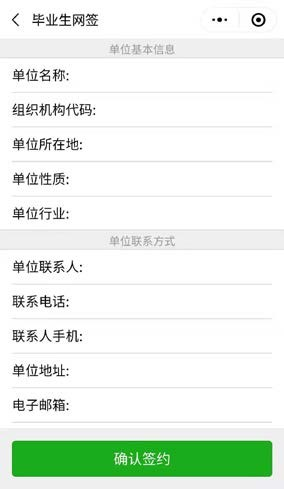 毕业生网签
单位基本信息
单位名称:
组织机构代码:
单位所在地:
单位性质:
单位行业:
单位联系方式
单位联系人:
联系电话:
联系人手机:
单位地址:
电子邮箱:
确认签约